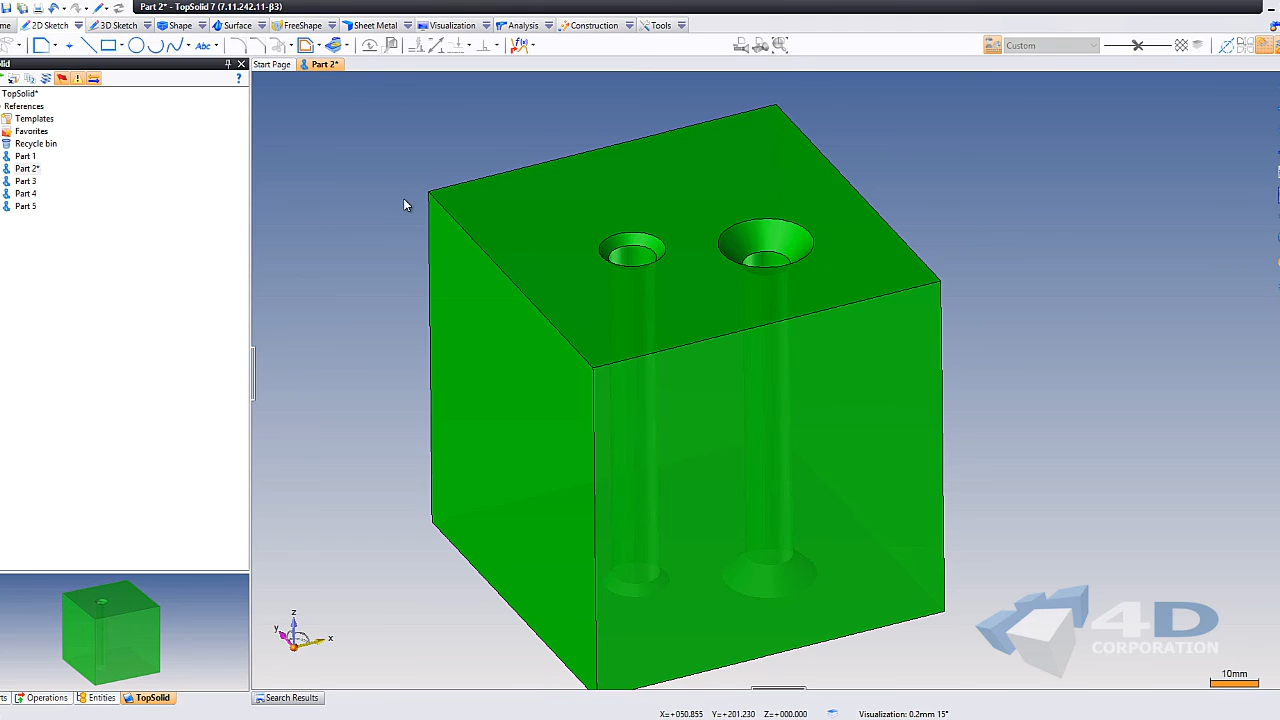 Part 2* - TopSolid 7 (7.11.242.11-β3)
2D Sketch 3D Sketch Shape Surface FreeShape Sheet Metal Visualization Analysis Construction Tools
Abc f(x) Custom
Start Page Part 2*
?
TopSolid*
References
Templates
Favorites
Recycle bin
Part 1
Part 2*
Part 3
Part 4
Part 5
z
y
x
4D
CORPORATION
10mm
Operations Entities TopSolid Search Results
X=+050.855 Y=+201.230 Z=+000.000 Visualization: 0.2mm 15°